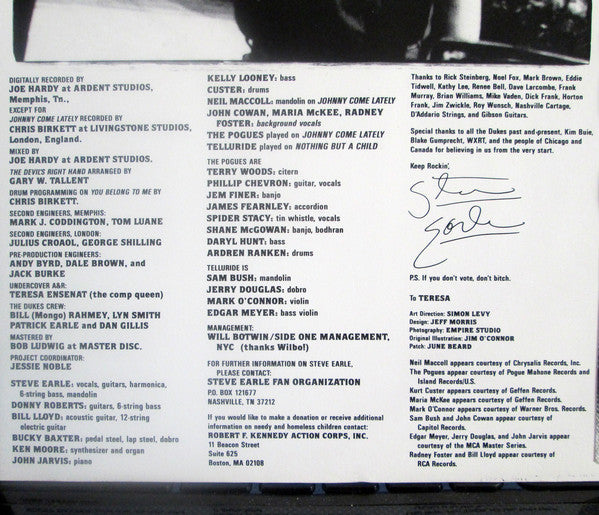 DIGITALLY RECORDED BY
JOE HARDY at ARDENT STUDIOS,
Memphis, Tn.,
EXCEPT FOR
JOHNNY COME LATELY RECORDED BY
CHRIS BIRKETT at LIVINGSTONE STUDIOS,
London, England.
MIXED BY
JOE HARDY at ARDENT STUDIOS.
THE DEVIL'S RIGHT HAND ARRANGED BY
GARY W. TALLENT
DRUM PROGRAMMING ON YOU BELONG TO ME BY
CHRIS BIRKETT.
SECOND ENGINEERS, MEMPHIS:
MARK J. CODDINGTON, TOM LUANE
SECOND ENGINEERS, LONDON:
JULIUS CROAOL, GEORGE SHILLING
PRE-PRODUCTION ENGINEERS:
ANDY BYRD, DALE BROWN, and
JACK BURKE
UNDERCOVER A&R:
TERESA ENSENAT (the comp queen)
THE DUKES CREW:
BILL (Mongo) RAHMEY, LYN SMITH
PATRICK EARLE and DAN GILLIS
MASTERED BY
ROB LUDWIG at MASTER DISC.
PROJECT COORDINATOR:
JESSIE NOBLE
STEVE EARLE: vocals, guitars, harmonica,
6-string bass, mandolin
DONNY ROBERTS: guitars, 6-string bass
BILL LLOYD: acoustic guitar, 12-string
electric guitar
BUCKY BAXTER: pedal steel, lap steel, dobro
KEN MOORE: synthesizer and organ
JOHN JARVIS: piano
KELLY LOONEY: bass
CUSTER: drums
NEIL MACCOLL: mandolin on JOHNNY COME LATELY
JOHN COWAN, MARIA McKEE, RADNEY
FOSTER: background vocals
THE POGUES played on JOHNNY COME LATELY
TELLURIDE played on NOTHING BUT A CHILD
THE POGUES ARE
TERRY WOODS: citern
PHILLIP CHEVRON: guitar, vocals
JEM FINER: banjo
JAMES FEARNLEY: accordion
SPIDER STACY: tin whistle, vocals
SHANE McGOWAN: banjo, bodhran
DARYL HUNT: bass
ARDREN RANKEN: drums
TELLURIDE IS
SAM BUSH: mandolin
JERRY DOUGLAS: dobro
MARK O'CONNOR: violin
EDGAR MEYER: bass violin
MANAGEMENT:
WILL BOTWIN/SIDE ONE MANAGEMENT,
NYC (thanks Wilbo!)
FOR FURTHER INFORMATION ON STEVE EARLE,
PLEASE CONTACT:
STEVE EARLE FAN ORGANIZATION
P.O. BOX 121677
NASHVILLE, TN 37212
If you would like to make a donation or receive additional
information on needy and homeless children contact:
ROBERT F. KENNEDY ACTION CORPS, INC.
11 Beacon Street
Suite 625
Boston, MA 02108
Thanks to Rick Steinberg, Noel Fox, Mark Brown, Eddie
Tidwell, Kathy Lee, Renee Bell, Dave Larcombe, Frank
Murray, Brian Williams, Mike Vaden, Dick Frank, Horton
Frank, Jim Zwickle, Roy Wunsch, Nashville Cartage,
D'Addario Strings, and Gibson Guitars.
Special thanks to all the Dukes past and present, Kim Buie,
Blake Gumprecht, WXRT, and the people of Chicago and
Canada for believing in us from the very start.
Keep Rockin',
Steve
Earle
P.S. If you don't vote, don't bitch.
To TERESA
Art Direction: SIMON LEVY
Design: JEFF MORRIS
Photography: EMPIRE STUDIO
Original Illustration: JIM O'CONNOR
Patch: JUNE BEARD
Neil Maccoll appears courtesy of Chrysalis Records, Inc.
The Pogues appear courtesy of Pogue Mahone Records and
Island Records/U.S.
Kurt Custer appears courtesy of Geffen Records.
Maria McKee appears courtesy of Geffen Records.
Mark O'Connor appears courtesy of Warner Bros. Records.
Sam Bush and John Cowan appear courtesy of
Capitol Records.
Edgar Meyer, Jerry Douglas, and John Jarvis appear courtesy
of the MCA Master Series.
Radney Foster and Bill Lloyd appear courtesy of
RCA Records.